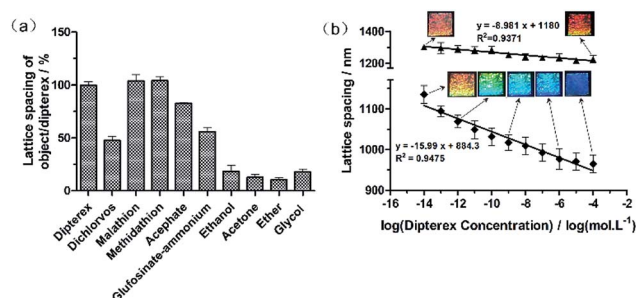 (a)
Lattice spacing of
object/dipterex / %
150
100
50
0
Dipterex
Dichlorvos
Malathion
Methidathion
Acephate
Glufosinate-ammonium
Ethanol
Acetone
Ether
Glycol
(b)
Lattice spacing / nm
1400
1300
1200
1100
1000
900
y = -8.981 x + 1180
R²=0.9371
y = -15.99 x + 884.3
R² = 0.9475
-16 -14 -12 -10 -8 -6 -4 -2
log(Dipterex Concentration) / log(mol.L⁻¹)